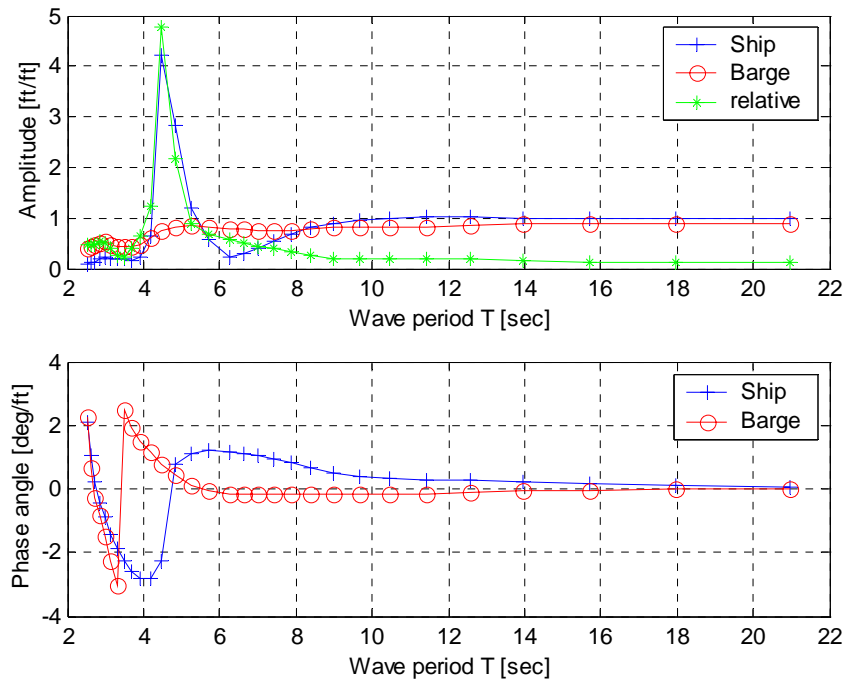 5
4
3
2
1
0
Amplitude [ft/ft]
Ship
Barge
relative
2 4 6 8 10 12 14 16 18 20 22
Wave period T [sec]
4
2
0
-2
-4
Phase angle [deg/ft]
Ship
Barge
2 4 6 8 10 12 14 16 18 20 22
Wave period T [sec]